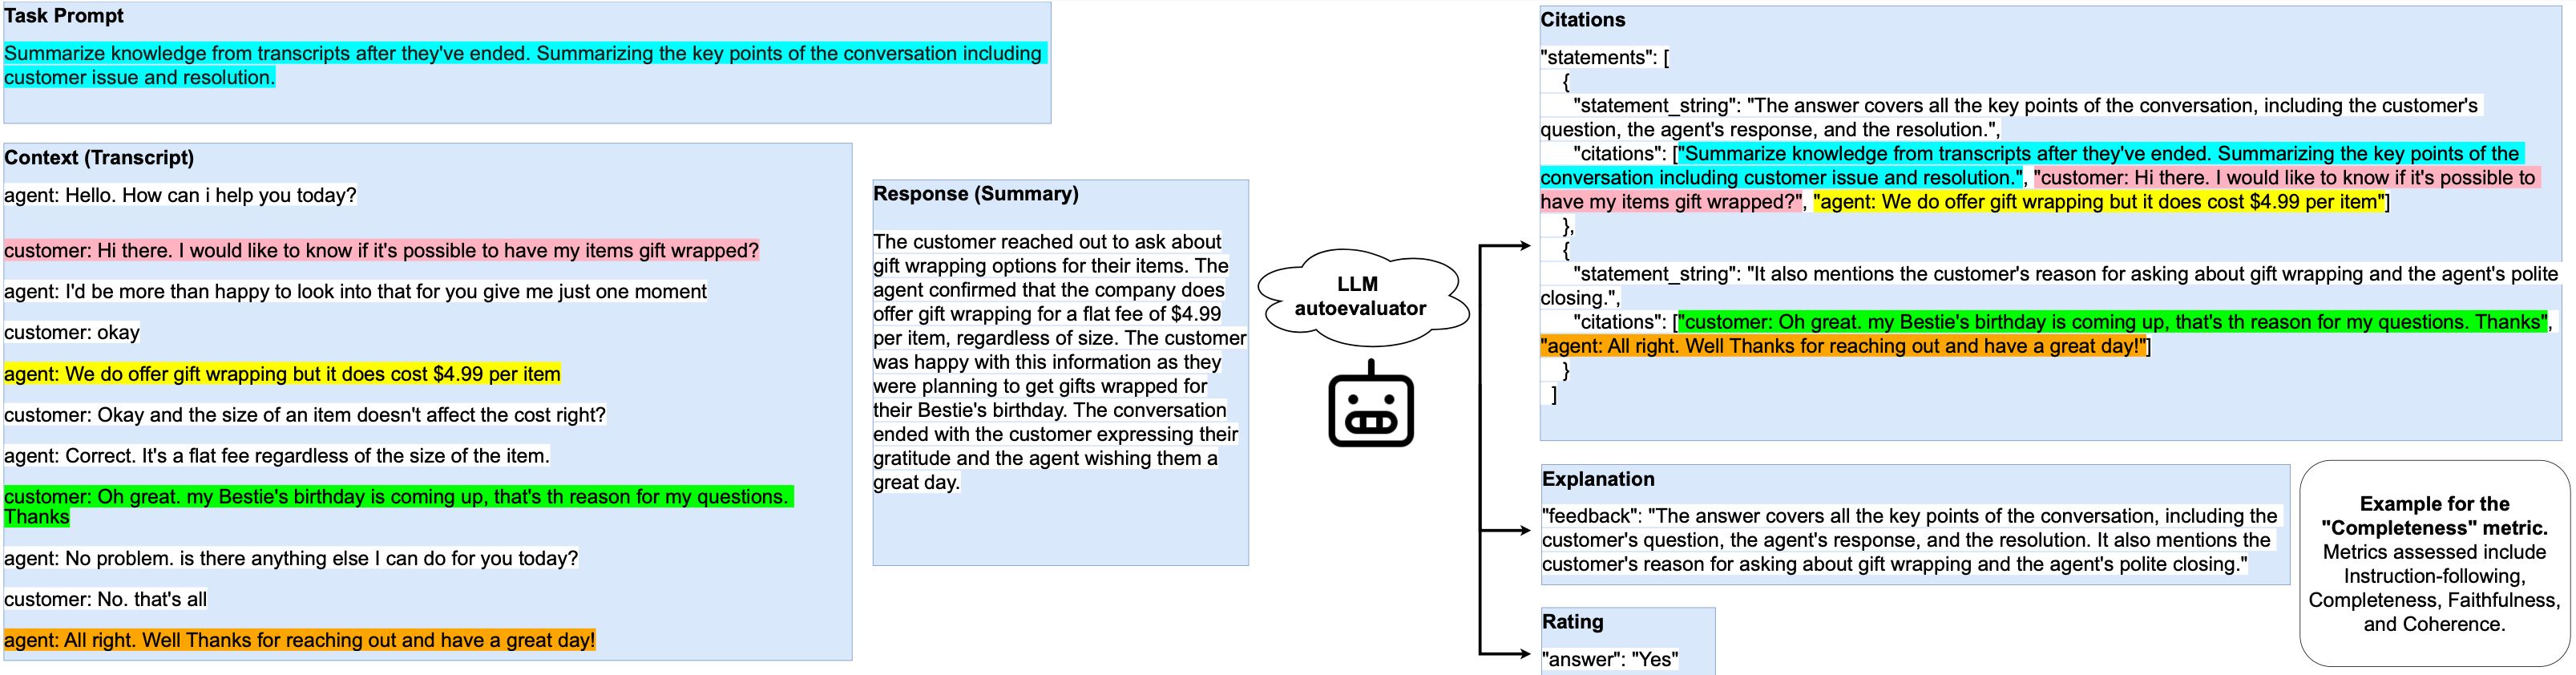 Task Prompt
Summarize knowledge from transcripts after they've ended. Summarizing the key points of the conversation including
customer issue and resolution.
Context (Transcript)
agent: Hello. How can i help you today?
customer: Hi there. I would like to know if it's possible to have my items gift wrapped?
agent: I'd be more than happy to look into that for you give me just one moment
customer: okay
agent: We do offer gift wrapping but it does cost $4.99 per item
customer: Okay and the size of an item doesn't affect the cost right?
agent: Correct. It's a flat fee regardless of the size of the item.
customer: Oh great. my Bestie's birthday is coming up, that's th reason for my questions.
Thanks
agent: No problem. is there anything else I can do for you today?
customer: No. that's all
agent: All right. Well Thanks for reaching out and have a great day!
Response (Summary)
The customer reached out to ask about
gift wrapping options for their items. The
agent confirmed that the company does
offer gift wrapping for a flat fee of $4.99
per item, regardless of size. The customer
was happy with this information as they
were planning to get gifts wrapped for
their Bestie's birthday. The conversation
ended with the customer expressing their
gratitude and the agent wishing them a
great day.
LLM
autoevaluator
Citations
"statements": [
{
"statement_string": "The answer covers all the key points of the conversation, including the customer's
question, the agent's response, and the resolution.",
"citations": ["Summarize knowledge from transcripts after they've ended. Summarizing the key points of the
conversation including customer issue and resolution.", "customer: Hi there. I would like to know if it's possible to
have my items gift wrapped?", "agent: We do offer gift wrapping but it does cost $4.99 per item"]
},
{
"statement_string": "It also mentions the customer's reason for asking about gift wrapping and the agent's polite
closing.",
"citations": ["customer: Oh great. my Bestie's birthday is coming up, that's th reason for my questions. Thanks",
"agent: All right. Well Thanks for reaching out and have a great day!"]
}
]
Explanation
"feedback": "The answer covers all the key points of the conversation, including the
customer's question, the agent's response, and the resolution. It also mentions the
customer's reason for asking about gift wrapping and the agent's polite closing."
Rating
"answer": "Yes"
Example for the
"Completeness" metric.
Metrics assessed include
Instruction-following,
Completeness, Faithfulness,
and Coherence.